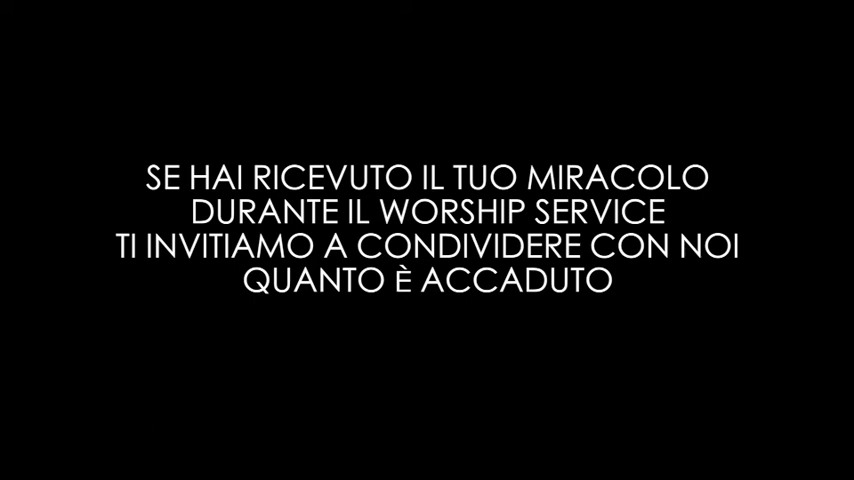 SE HAI RICEVUTO IL TUO MIRACOLO
DURANTE IL WORSHIP SERVICE
TI INVITIAMO A CONDIVIDERE CON NOI
QUANTO È ACCADUTO